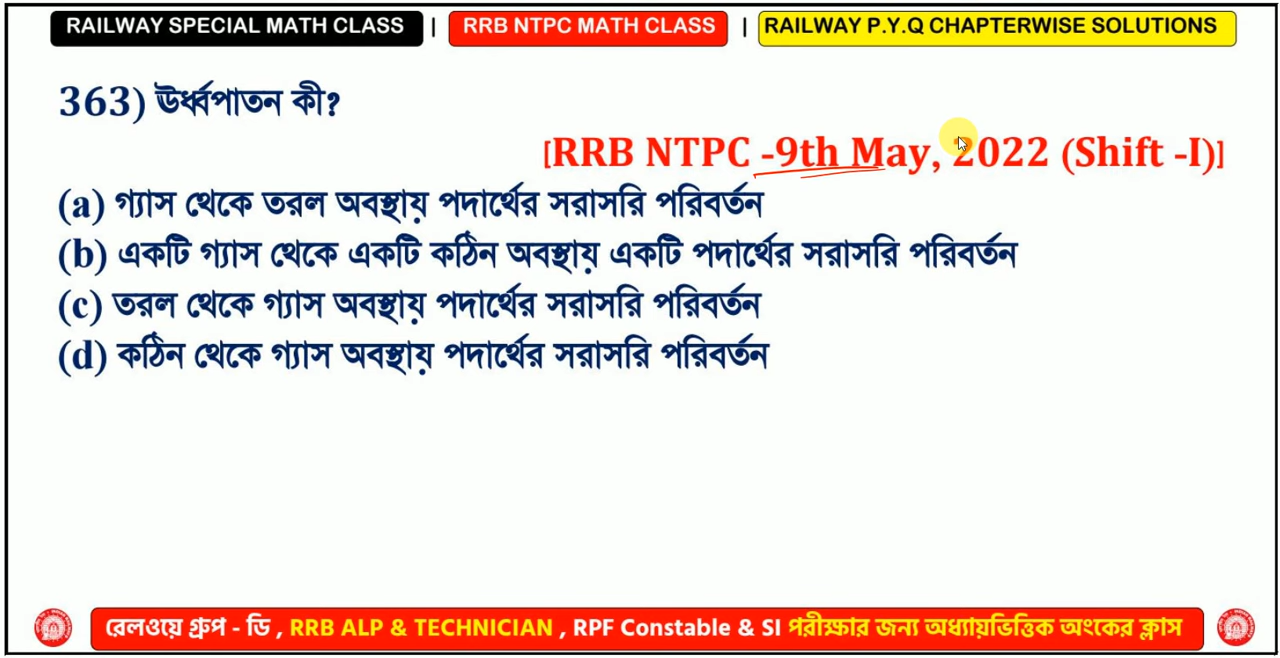 RAILWAY SPECIAL MATH CLASS | RRB NTPC MATH CLASS | RAILWAY P.Y.Q CHAPTERWISE SOLUTIONS
363) ঊর্ধ্বপাতন কী?
[RRB NTPC -9th May, 2022 (Shift -I)]
(a) গ্যাস থেকে তরল অবস্থায় পদার্থের সরাসরি পরিবর্তন
(b) একটি গ্যাস থেকে একটি কঠিন অবস্থায় একটি পদার্থের সরাসরি পরিবর্তন
(c) তরল থেকে গ্যাস অবস্থায় পদার্থের সরাসরি পরিবর্তন
(d) কঠিন থেকে গ্যাস অবস্থায় পদার্থের সরাসরি পরিবর্তন
রেলওয়ে গ্রুপ - ডি , RRB ALP & TECHNICIAN , RPF Constable & SI পরীক্ষার জন্য অধ্যায়ভিত্তিক অংকের ক্লাস